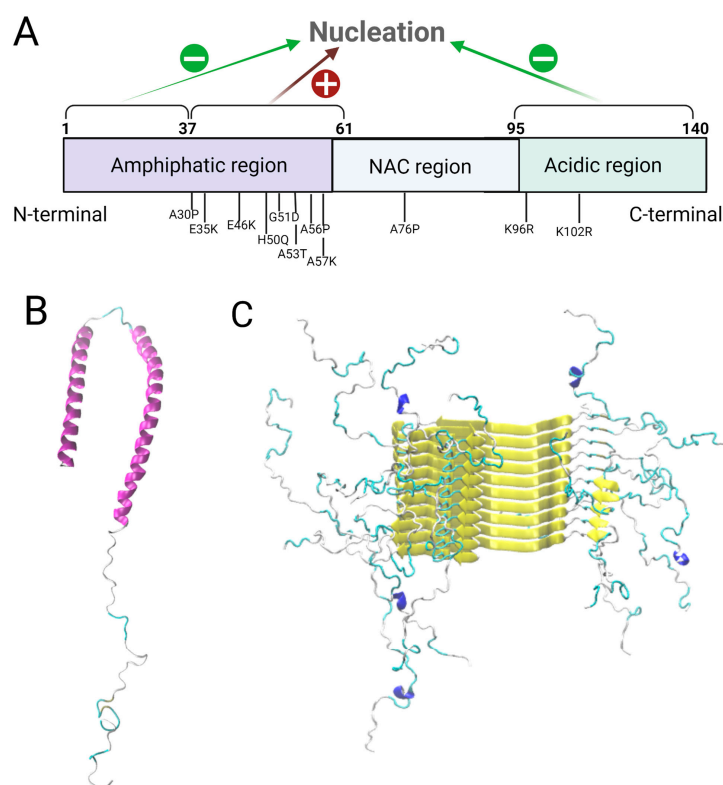 A
Nucleation
1 37 61 95 140
Amphiphatic region NAC region Acidic region
N-terminal C-terminal
A30P
E35K
E46K
G51D
H50Q
A53T
A56P
A57K
A76P
K96R
K102R
B
C